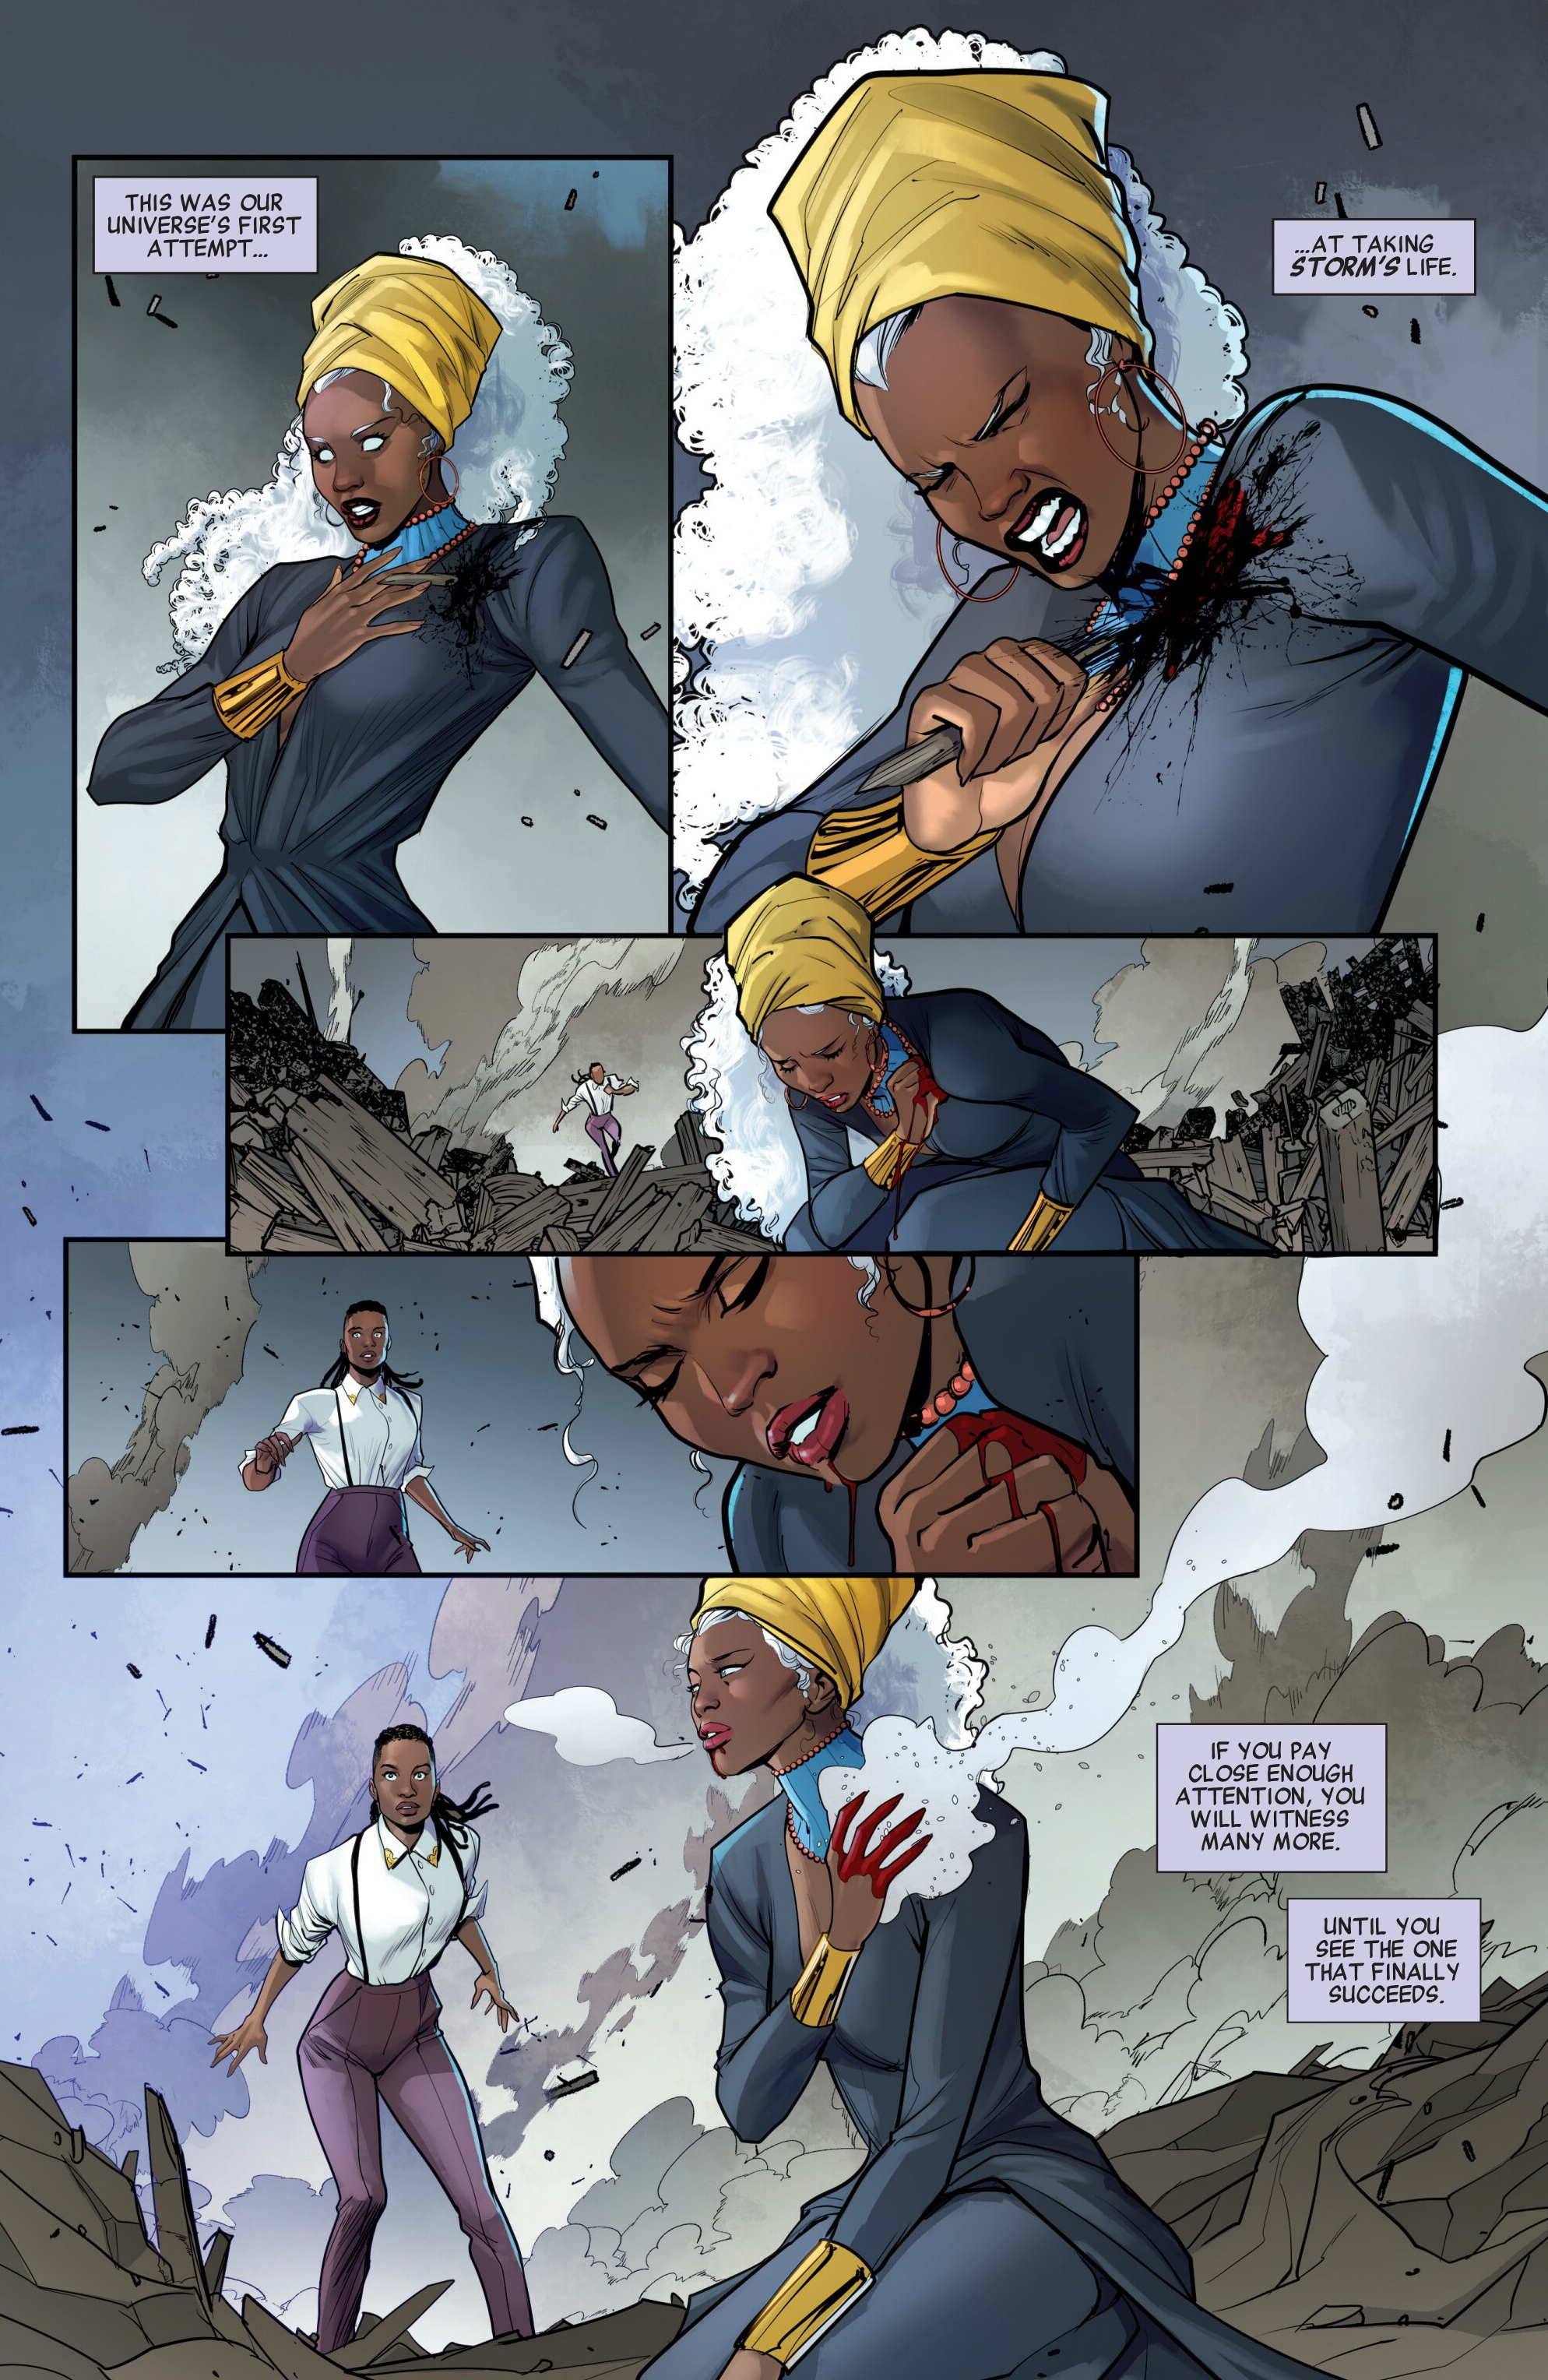 THIS WAS OUR
UNIVERSE'S FIRST
ATTEMPT...
...AT TAKING
STORM'S LIFE.
IF YOU PAY
CLOSE ENOUGH
ATTENTION, YOU
WILL WITNESS
MANY MORE.
UNTIL YOU
SEE THE ONE
THAT FINALLY
SUCCEEDS.